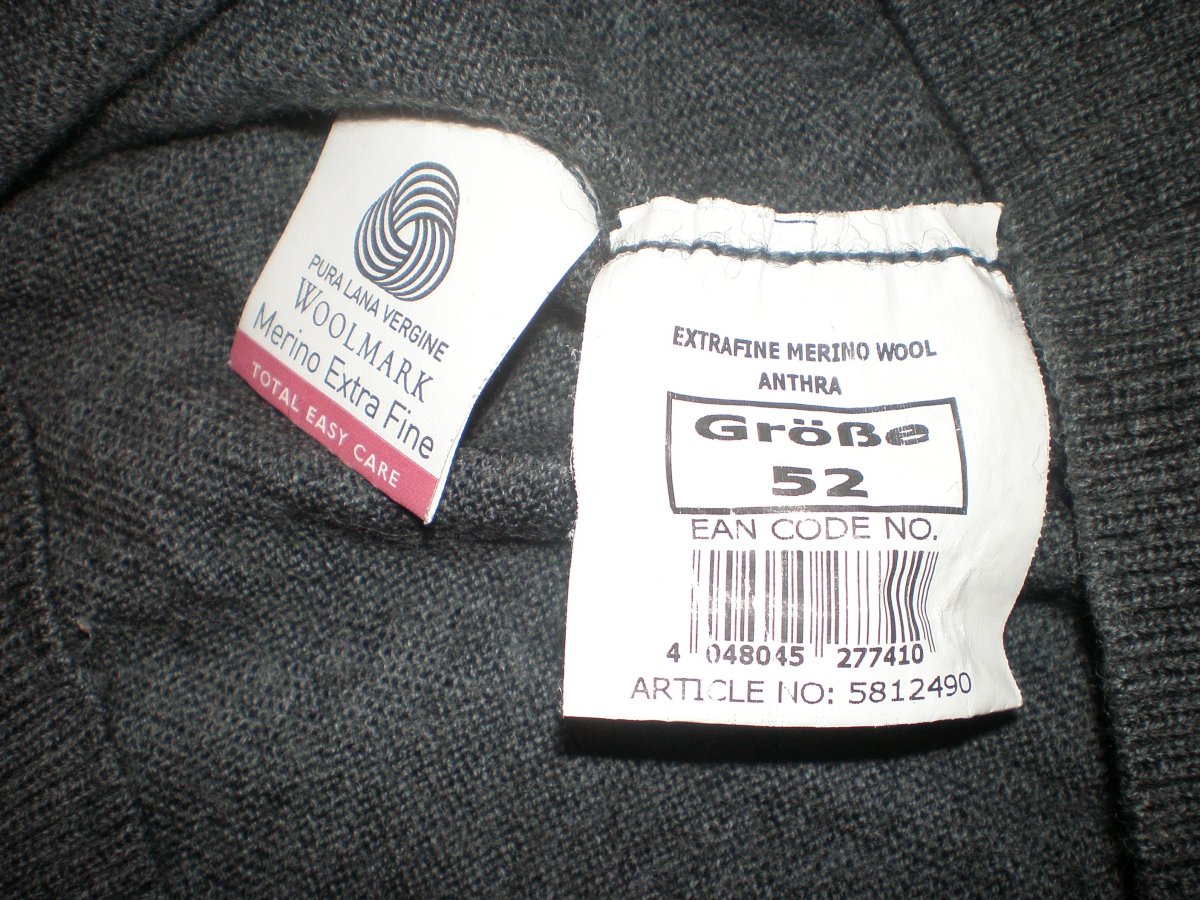 PURA LANA VERGINE
WOOLMARK
Merino Extra Fine
TOTAL EASY CARE
EXTRAFINE MERINO WOOL
ANTHRA
Größe
52
EAN CODE NO.
4 048045 277410
ARTICLE NO: 5812490